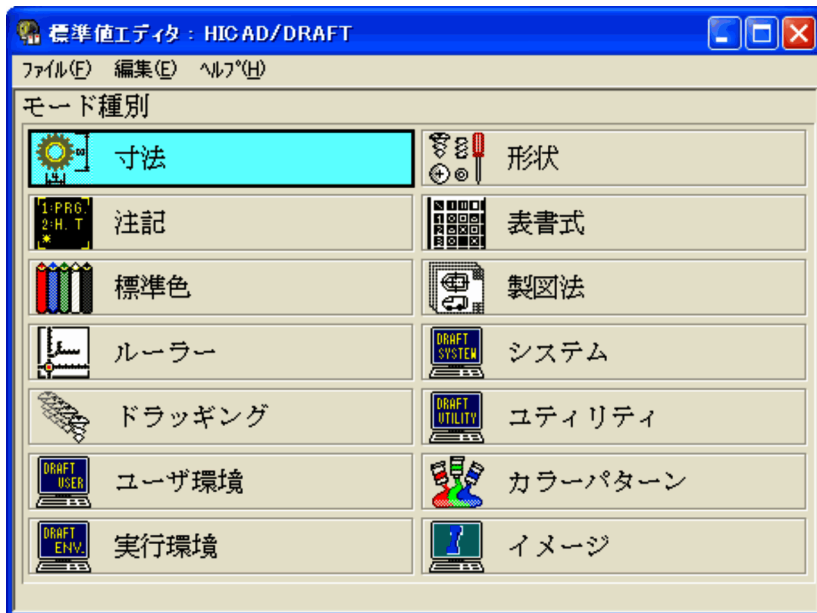 標準値エディタ：HICAD/DRAFT
ファイル(F) 編集(E) ヘルプ(H)
モード種別
寸法
形状
1:PRG.
2:H. T
*
注記
表書式
標準色
製図法
ルーラー
DRAFT
SYSTEM
システム
ドラッギング
DRAFT
UTILITY
ユティリティ
DRAFT
USER
ユーザ環境
カラーパターン
DRAFT
ENV.
実行環境
イメージ